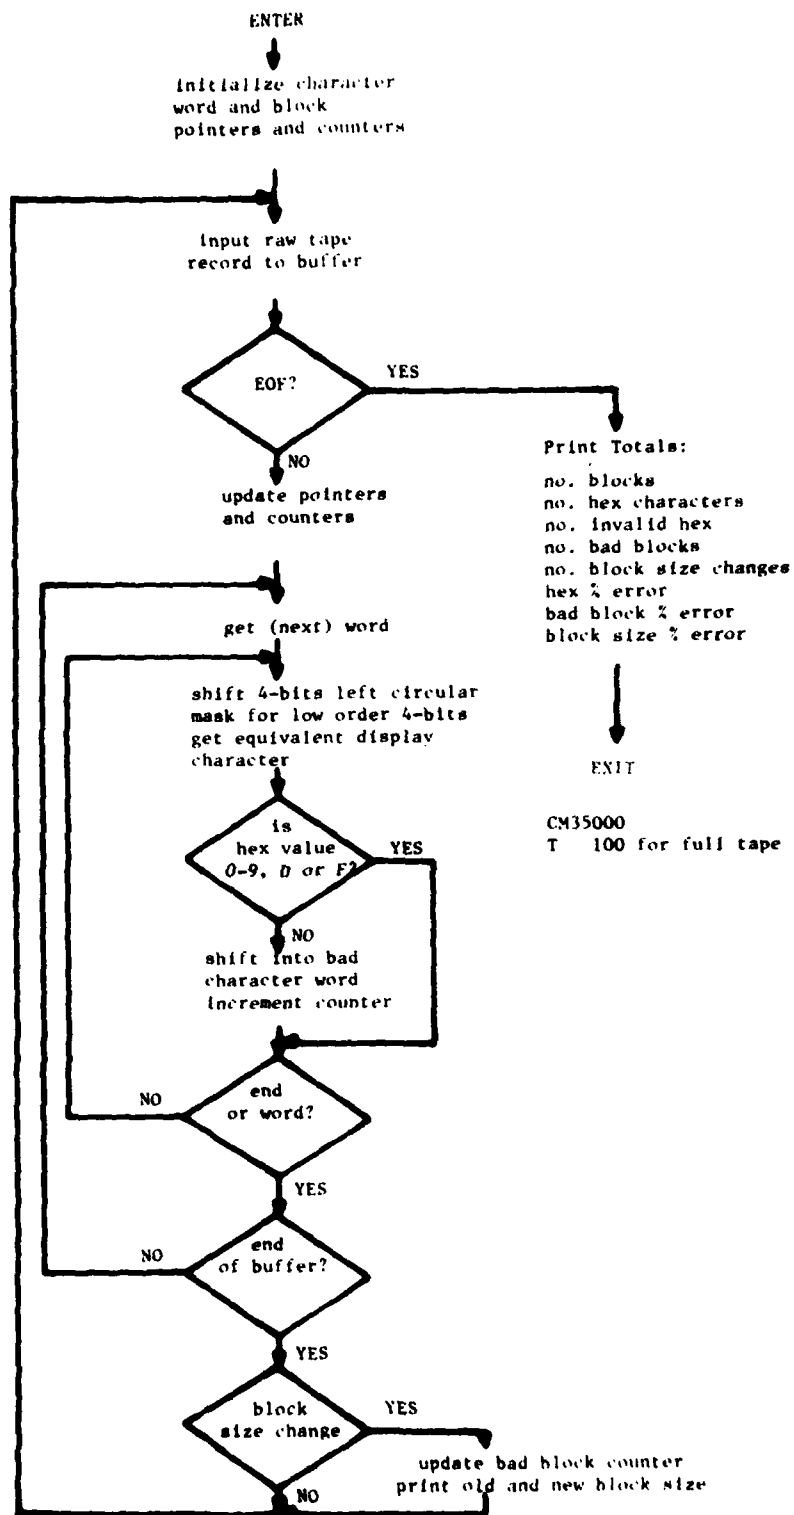 ENTER
initialize character
word and block
pointers and counters
input raw tape
record to buffer
EOF?
YES
NO
update pointers
and counters
Print Totals:
no. blocks
no. hex characters
no. invalid hex
no. bad blocks
no. block size changes
hex % error
bad block % error
block size % error
EXIT
CM35000
T 100 for full tape
get (next) word
shift 4-bits left circular
mask for low order 4-bits
get equivalent display
character
is
hex value
0-9, D or F?
YES
NO
shift into bad
character word
increment counter
end
or word?
NO
YES
end
of buffer?
NO
YES
block
size change
YES
NO
update bad block counter
print old and new block size